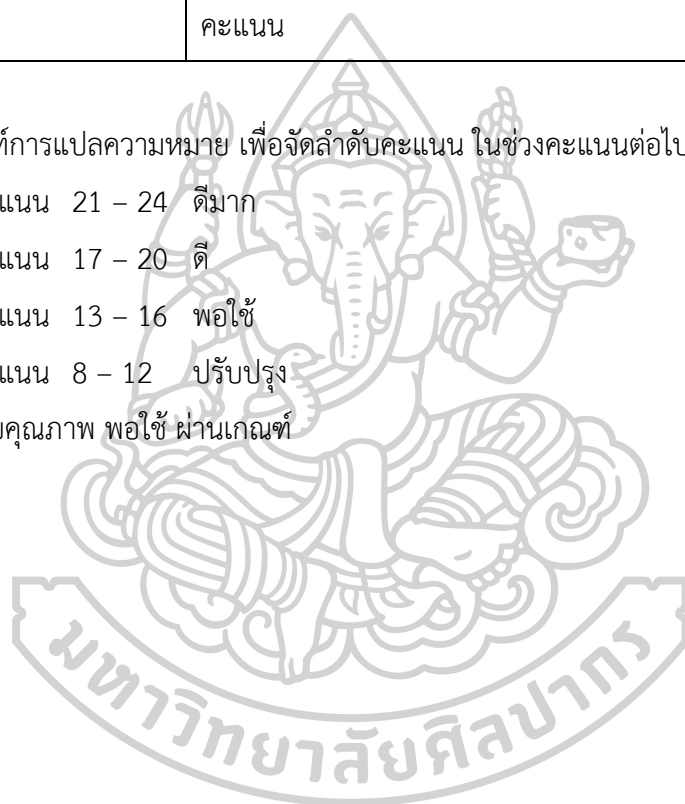 คะแนน
ท์การแปลความหมาย เพื่อจัดลำดับคะแนน ในช่วงคะแนนต่อไป
แนน 21 – 24 ดีมาก
แนน 17 – 20 ดี
แนน 13 – 16 พอใช้
แนน 8 – 12 ปรับปรุง
คุณภาพ พอใช้ ผ่านเกณฑ์
มหาวิทยาลัยศิลปากร